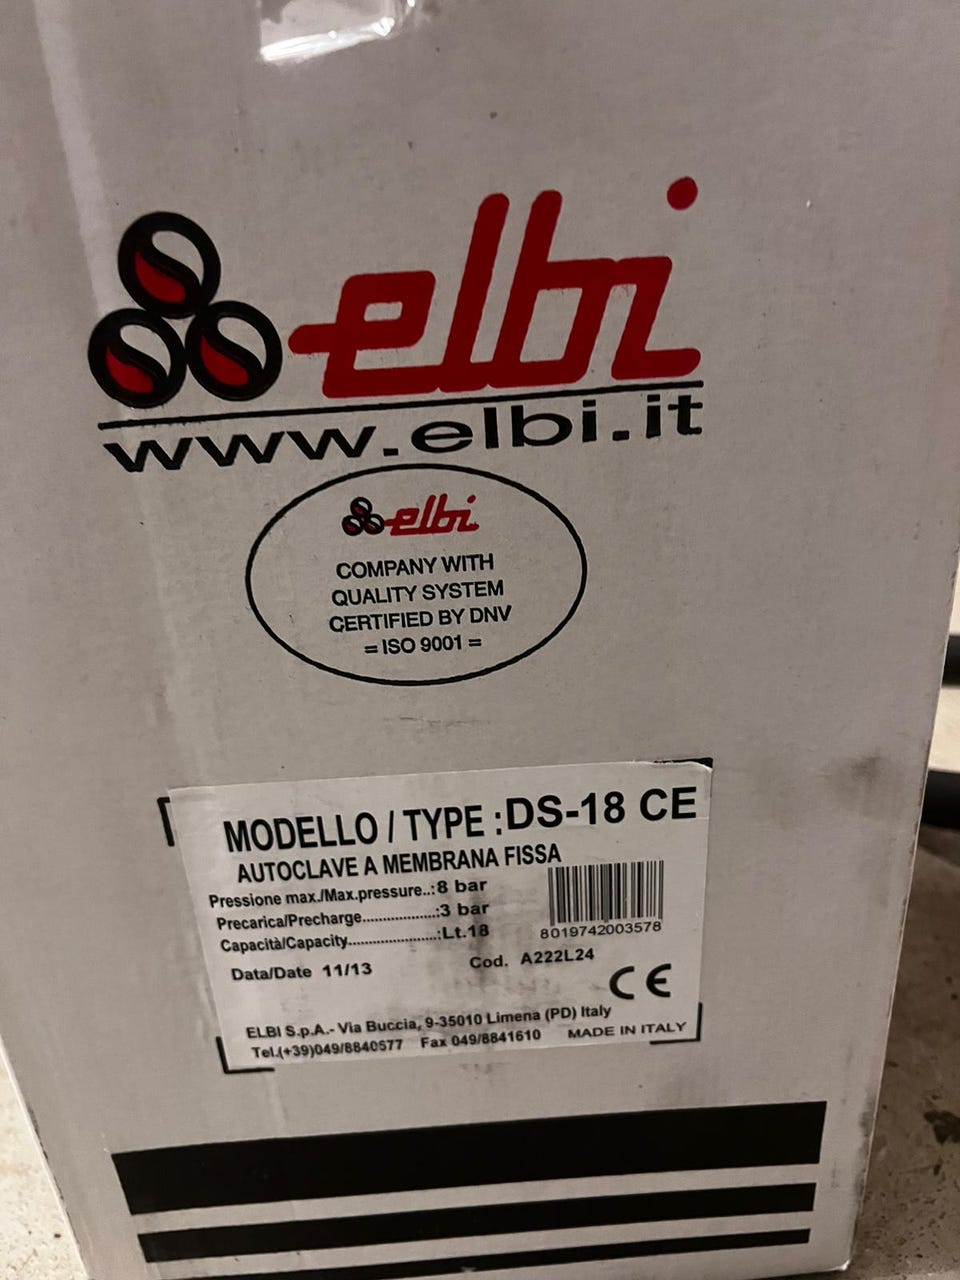 elbi
www.elbi.it
elbi
COMPANY WITH
QUALITY SYSTEM
CERTIFIED BY DNV
= ISO 9001 =
MODELLO / TYPE :DS-18 CE
AUTOCLAVE A MEMBRANA FISSA
Pressione max./Max.pressure..:8 bar
Precarica/Precharge..................:3 bar
Capacità/Capacity......................:Lt.18
8019742003578
Data/Date 11/13
Cod. A222L24
CE
ELBI S.p.A.- Via Buccia, 9-35010 Limena (PD) Italy
Tel.(+39)049/8840577 Fax 049/8841610 MADE IN ITALY